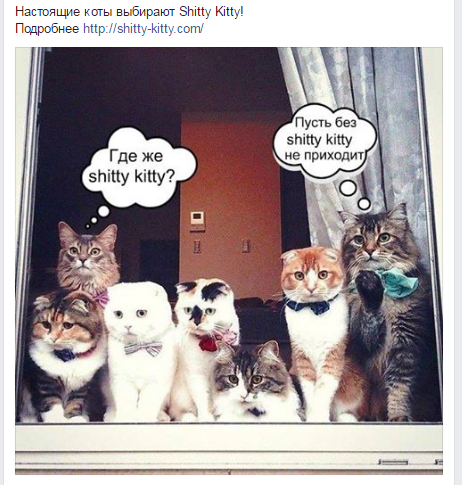 Настоящие коты выбирают Shitty Kitty!
Подробнее http://shitty-kitty.com/
Где же
shitty kitty?
Пусть без
shitty kitty
не приходит